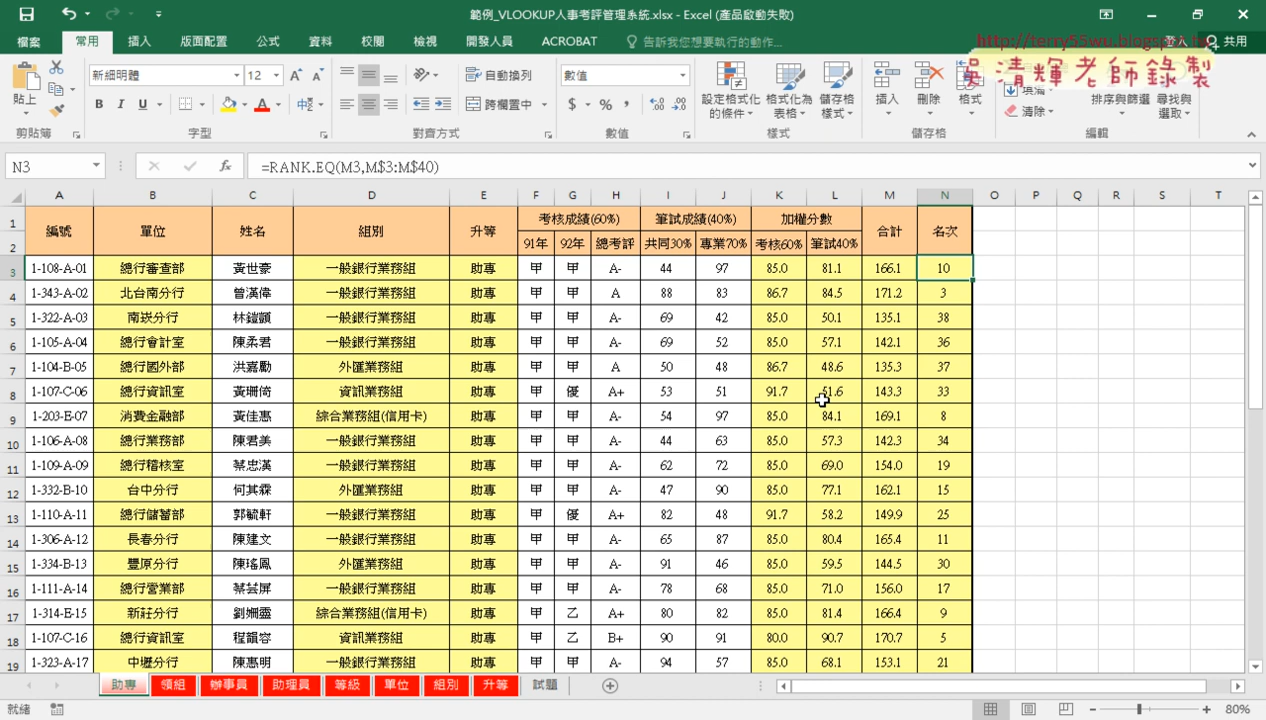 範例_VLOOKUP人事考評管理系統.xlsx - Excel (產品啟動失敗)
檔案 常用 插入 版面配置 公式 資料 校閱 檢視 開發人員 ACROBAT 告訴我您想要執行的動作... 登入 共用
http://terry55wu.blogspot.tw
吳清輝老師錄製
新細明體 12 自動換列 數值
貼上 B I U 跨欄置中 $ % 設定格式化的條件 格式化為表格 儲存格樣式 插入 刪除 格式 清除 排序與篩選 尋找與選取
剪貼簿 字型 對齊方式 數值 樣式 儲存格 編輯
N3 fx =RANK.EQ(M3,M$3:M$40)
A B C D E F G H I J K L M N O P Q R S T
1 編號 單位 姓名 組別 升等 考核成績(60%) 筆試成績(40%) 加權分數 合計 名次
2 91年 92年 總考評 共同30% 專業70% 考核60% 筆試40%
3 1-108-A-01 總行審查部 黃世豪 一般銀行業務組 助專 甲 甲 A- 44 97 85.0 81.1 166.1 10
4 1-343-A-02 北台南分行 曾漢偉 一般銀行業務組 助專 甲 甲 A 88 83 86.7 84.5 171.2 3
5 1-322-A-03 南崁分行 林鎧顗 一般銀行業務組 助專 甲 甲 A- 69 42 85.0 50.1 135.1 38
6 1-105-A-04 總行會計室 陳柔君 一般銀行業務組 助專 甲 甲 A- 69 52 85.0 57.1 142.1 36
7 1-104-B-05 總行國外部 洪嘉勵 外匯業務組 助專 甲 甲 A 50 48 86.7 48.6 135.3 37
8 1-107-C-06 總行資訊室 黃珊倚 資訊業務組 助專 甲 優 A+ 53 51 91.7 51.6 143.3 33
9 1-203-E-07 消費金融部 黃佳惠 綜合業務組(信用卡) 助專 甲 甲 A- 54 97 85.0 84.1 169.1 8
10 1-106-A-08 總行業務部 陳君美 一般銀行業務組 助專 甲 甲 A- 44 63 85.0 57.3 142.3 34
11 1-109-A-09 總行稽核室 蔡忠漢 一般銀行業務組 助專 甲 甲 A- 62 72 85.0 69.0 154.0 19
12 1-332-B-10 台中分行 何其霖 外匯業務組 助專 甲 甲 A- 47 90 85.0 77.1 162.1 15
13 1-110-A-11 總行儲蓄部 郭毓軒 一般銀行業務組 助專 甲 優 A+ 82 48 91.7 58.2 149.9 25
14 1-306-A-12 長春分行 陳建文 一般銀行業務組 助專 甲 甲 A- 65 87 85.0 80.4 165.4 11
15 1-334-B-13 豐原分行 陳瑤鳳 外匯業務組 助專 甲 甲 A- 91 46 85.0 59.5 144.5 30
16 1-111-A-14 總行營業部 蔡芸屏 一般銀行業務組 助專 甲 甲 A- 78 68 85.0 71.0 156.0 17
17 1-314-E-15 新莊分行 劉姍靈 綜合業務組(信用卡) 助專 甲 乙 A+ 80 82 85.0 81.4 166.4 9
18 1-107-C-16 總行資訊室 程韻容 資訊業務組 助專 甲 乙 B+ 90 91 80.0 90.7 170.7 5
19 1-323-A-17 中壢分行 陳惠明 一般銀行業務組 助專 甲 甲 A- 94 57 85.0 68.1 153.1 21
助專 領組 辦事員 助理員 等級 單位 組別 升等 試題
就緒 80%